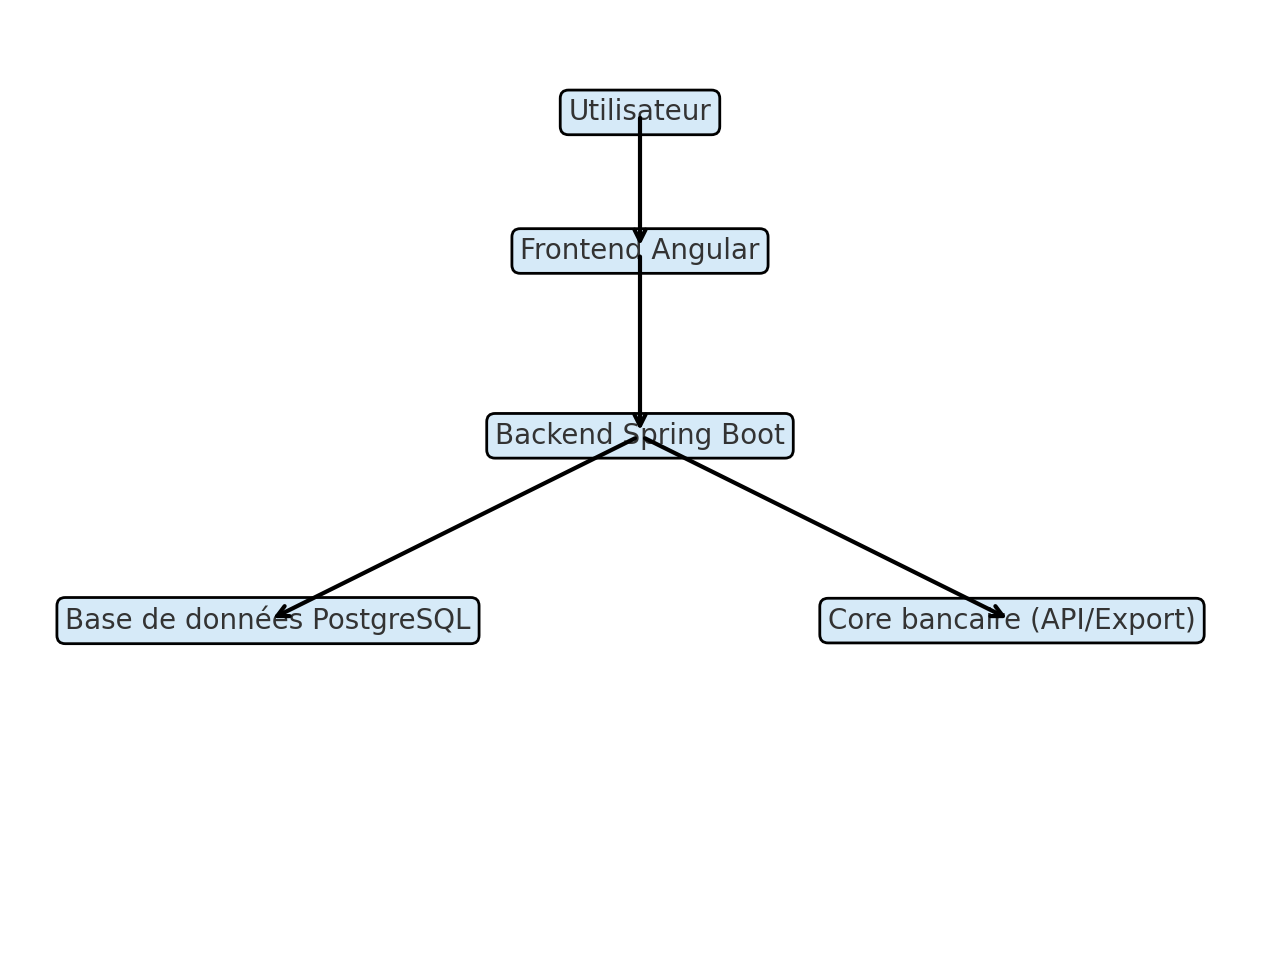 Utilisateur
Frontend Angular
Backend Spring Boot
Base de données PostgreSQL
Core bancaire (API/Export)